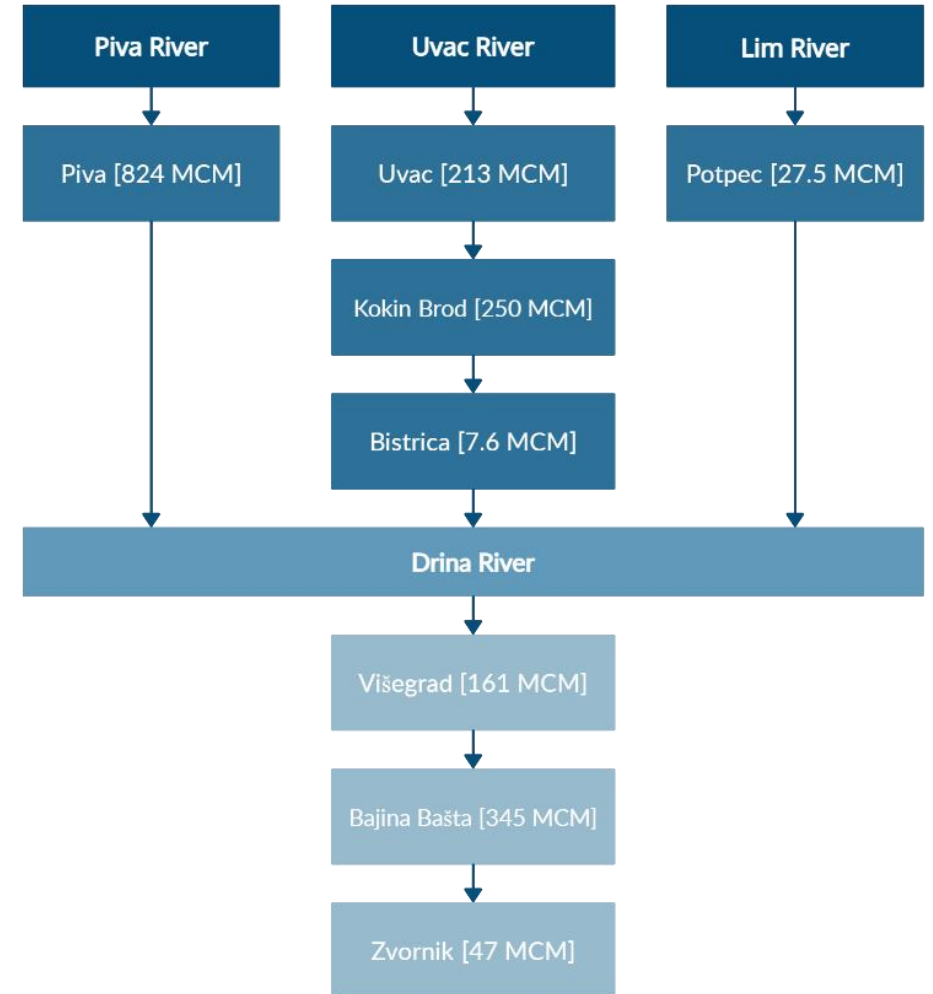 Piva River
Uvac River
Lim River
Piva [824 MCM]
Uvac [213 MCM]
Potpec [27.5 MCM]
Kokin Brod [250 MCM]
Bistrica [7.6 MCM]
Drina River
Višegrad [161 MCM]
Bajina Bašta [345 MCM]
Zvornik [47 MCM]